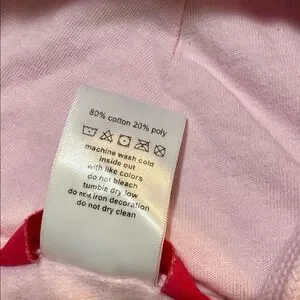 80% cotton 20% poly
machine wash cold
inside out
with like colors
do not bleach
tumble dry low
do not iron decoration
do not dry clean